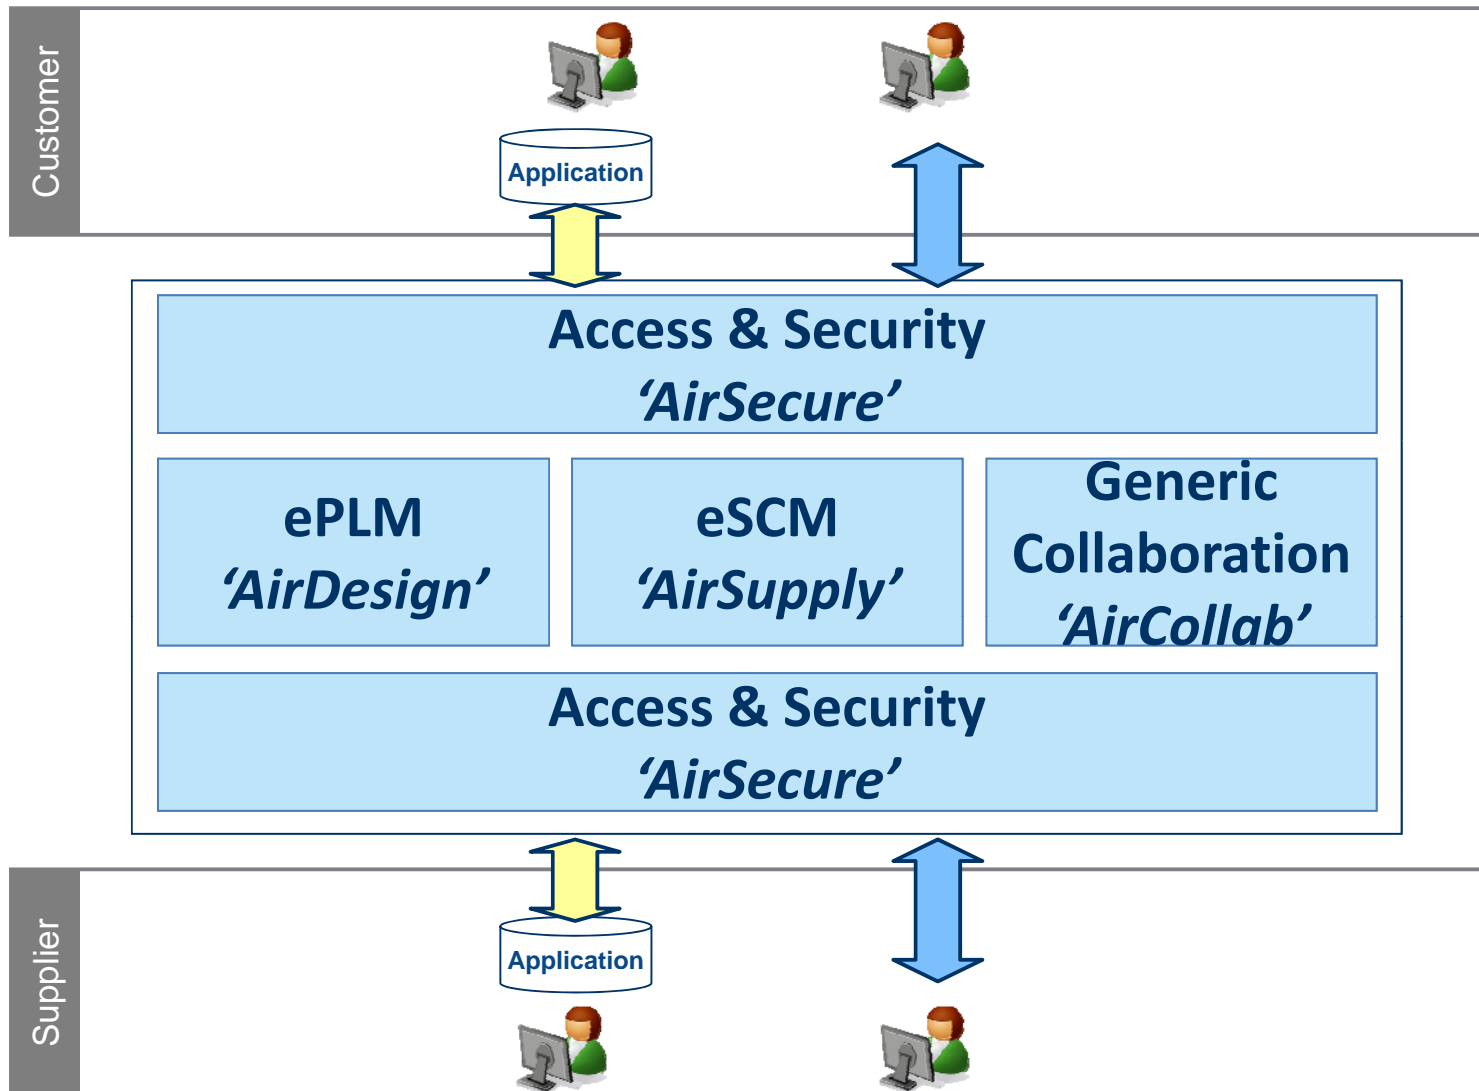 Customer
Application
Access & Security
‘AirSecure’
ePLM
‘AirDesign’
eSCM
‘AirSupply’
Generic
Collaboration
‘AirCollab’
Access & Security
‘AirSecure’
Supplier
Application